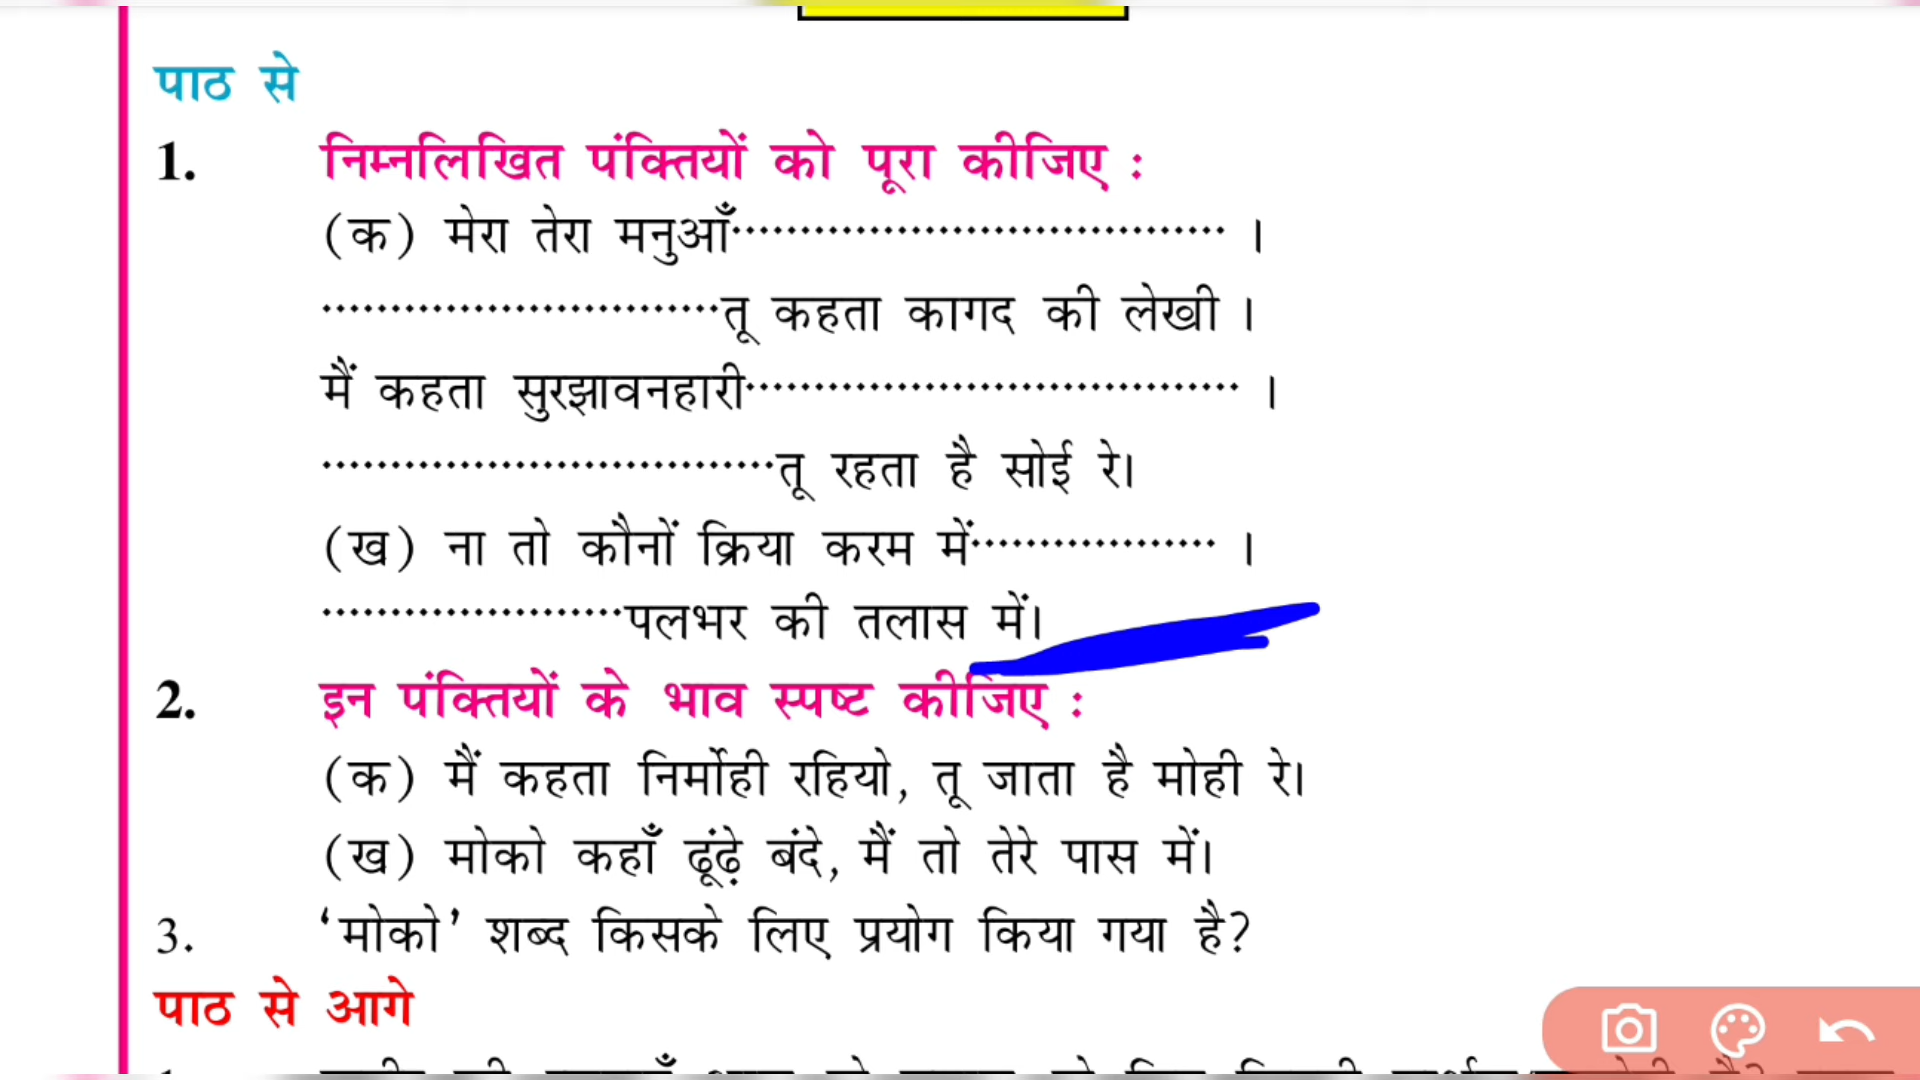 पाठ से
1. निम्नलिखित पंक्तियों को पूरा कीजिए :
(क) मेरा तेरा मनुआँ.................................... ।
.............................तू कहता कागद की लेखी ।
मैं कहता सुरझावनहारी.................................... ।
.................................तू रहता है सोई रे।
(ख) ना तो कौनों क्रिया करम में.................. ।
......................पलभर की तलास में।
2. इन पंक्तियों के भाव स्पष्ट कीजिए :
(क) मैं कहता निर्मोही रहियो, तू जाता है मोही रे।
(ख) मोको कहाँ ढूंढ़े बंदे, मैं तो तेरे पास में।
3. ‘मोको’ शब्द किसके लिए प्रयोग किया गया है?
पाठ से आगे